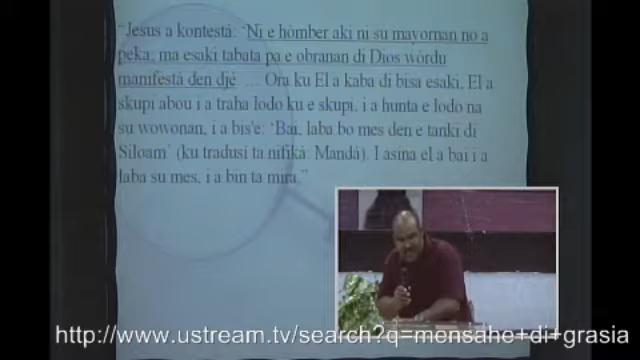 “Jesus a kontestá: ‘Ni e hòmber aki ni su mayornan no a
peka, ma esaki tabata pa e obranan di Dios wòrdu
manifestá den djé … Ora ku El a kaba di bisa esaki, El a
skupi abou i a traha lodo ku e skupi, i a hunta e lodo na
su wowonan, i a bis'e: ‘Bai, laba bo mes den e tanki di
Siloam’ (ku tradusí ta nifiká: Mandá). I asina el a bai i a
laba su mes, i a bin ta mira.”
http://www.ustream.tv/search?q=mensahe+di+grasia